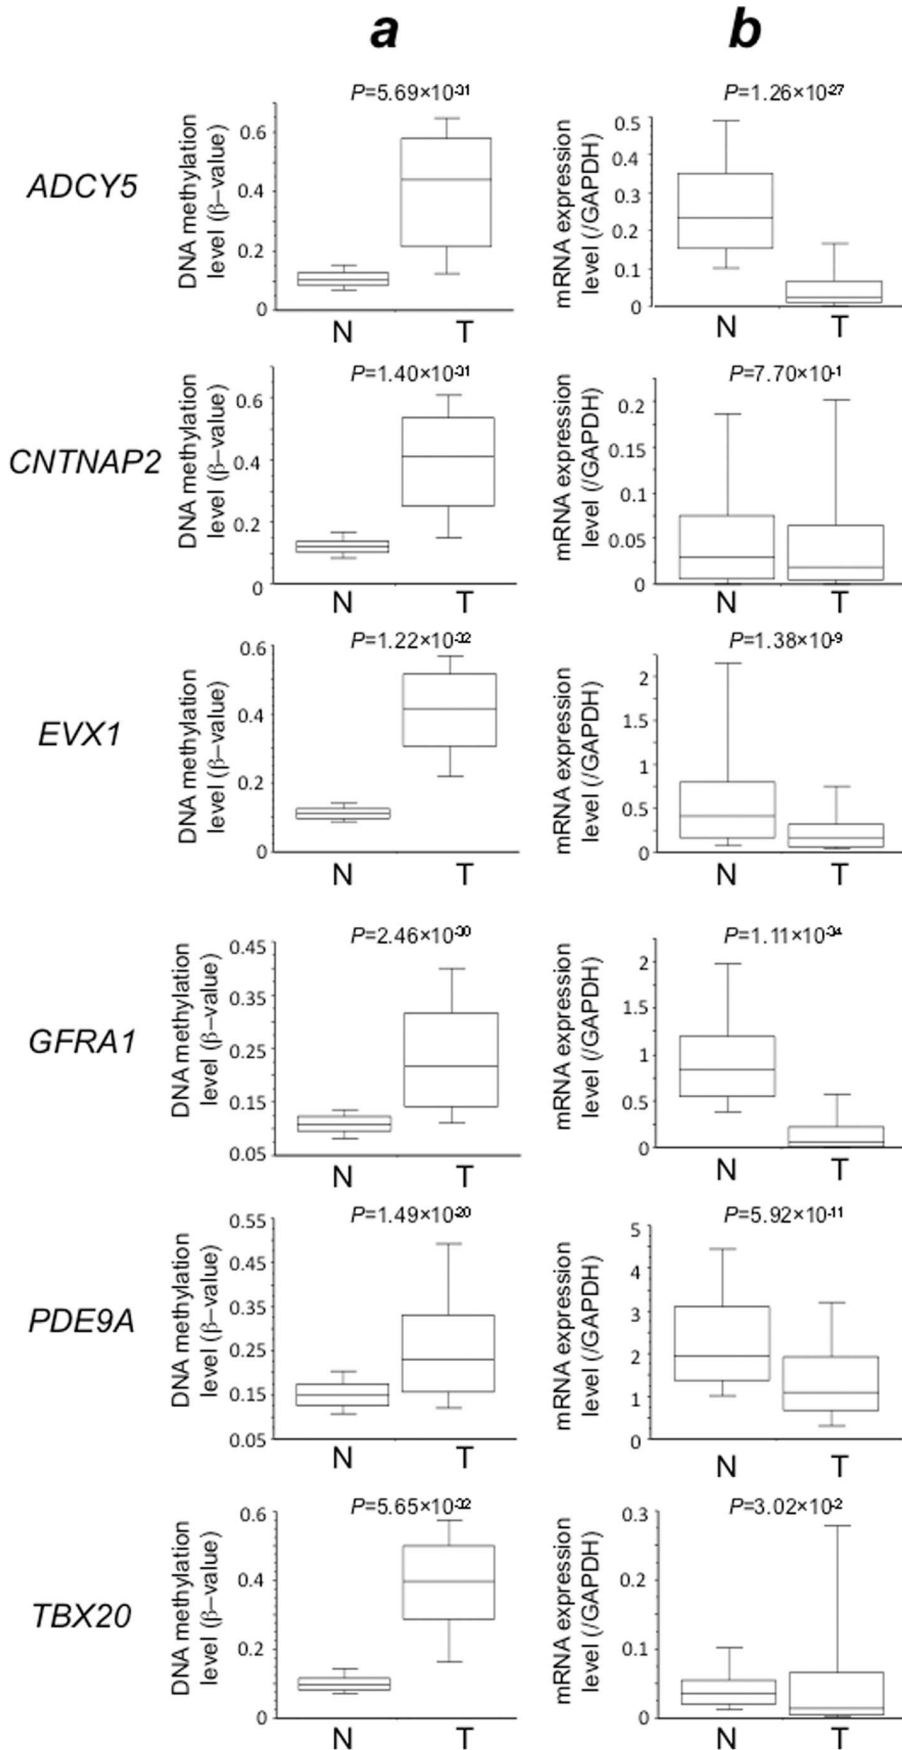 a b
P=5.69×10-31 P=1.26×10-27
ADCY5
DNA methylation
level (β–value)
0.6
0.4
0.2
0
N T
mRNA expression
level (/GAPDH)
0.5
0.4
0.3
0.2
0.1
0
N T
P=1.40×10-31 P=7.70×10-1
CNTNAP2
DNA methylation
level (β–value)
0.6
0.4
0.2
0
N T
mRNA expression
level (/GAPDH)
0.2
0.15
0.1
0.05
0
N T
P=1.22×10-32 P=1.38×10-9
EVX1
DNA methylation
level (β–value)
0.6
0.4
0.2
0
N T
mRNA expression
level (/GAPDH)
2
1.5
1
0.5
0
N T
P=2.46×10-30 P=1.11×10-34
GFRA1
DNA methylation
level (β–value)
0.45
0.35
0.25
0.15
0.05
N T
mRNA expression
level (/GAPDH)
2
1.5
1
0.5
0
N T
P=1.49×10-20 P=5.92×10-11
PDE9A
DNA methylation
level (β–value)
0.55
0.45
0.35
0.25
0.15
0.05
N T
mRNA expression
level (/GAPDH)
5
4
3
2
1
0
N T
P=5.65×10-32 P=3.02×10-2
TBX20
DNA methylation
level (β–value)
0.6
0.4
0.2
0
N T
mRNA expression
level (/GAPDH)
0.3
0.2
0.1
0
N T